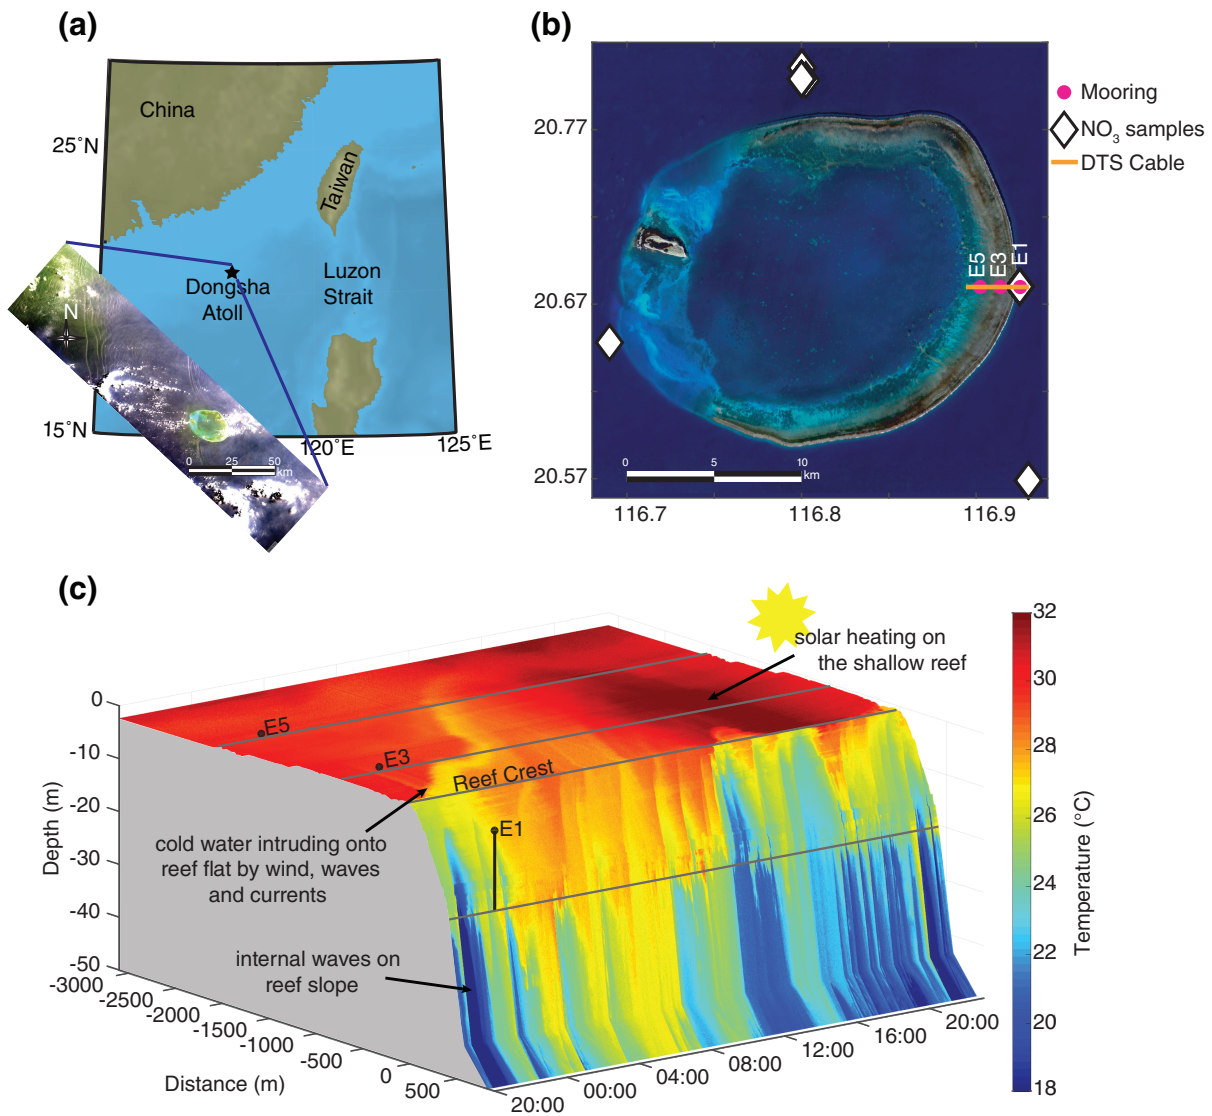 (a)
China
25°N
Taiwan
Luzon
Strait
Dongsha
Atoll
N
15°N
120°E
125°E
0 25 50
km
(b)
20.77
20.67
20.57
116.7
116.8
116.9
E5
E3
E1
0 5 10
km
Mooring
NO3 samples
DTS Cable
(c)
solar heating on
the shallow reef
E5
E3
Reef Crest
E1
cold water intruding onto
reef flat by wind, waves
and currents
internal waves on
reef slope
Depth (m)
0
-10
-20
-30
-40
-50
-3000
-2500
-2000
-1500
-1000
-500
0
500
Distance (m)
20:00
00:00
04:00
08:00
12:00
16:00
20:00
32
30
28
26
24
22
20
18
Temperature (°C)